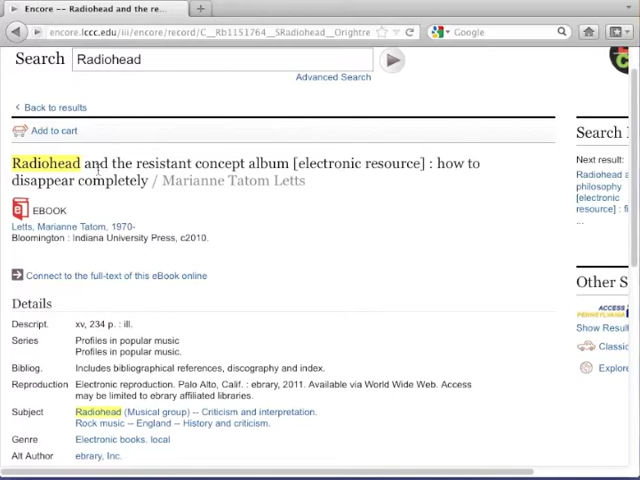 Encore -- Radiohead and the re...
encore.lccc.edu/iii/encore/record/C__Rb1151764__SRadiohead__Orightre
Google
Search
Radiohead
Advanced Search
Back to results
Add to cart
Radiohead and the resistant concept album [electronic resource] : how to
disappear completely / Marianne Tatom Letts
EBOOK
Letts, Marianne Tatom, 1970-
Bloomington : Indiana University Press, c2010.
Connect to the full-text of this eBook online
Details
Descript. xv, 234 p. : ill.
Series Profiles in popular music
Profiles in popular music.
Bibliog. Includes bibliographical references, discography and index.
Reproduction Electronic reproduction. Palo Alto, Calif. : ebrary, 2011. Available via World Wide Web. Access
may be limited to ebrary affiliated libraries.
Subject Radiohead (Musical group) -- Criticism and interpretation.
Rock music -- England -- History and criticism.
Genre Electronic books. local
Alt Author ebrary, Inc.
Search
Next result:
Radiohead a
philosophy
[electronic
resource] : fi
...
Other S
ACCESS
PENNSYLVANIA
Show Result
Classic
Explore